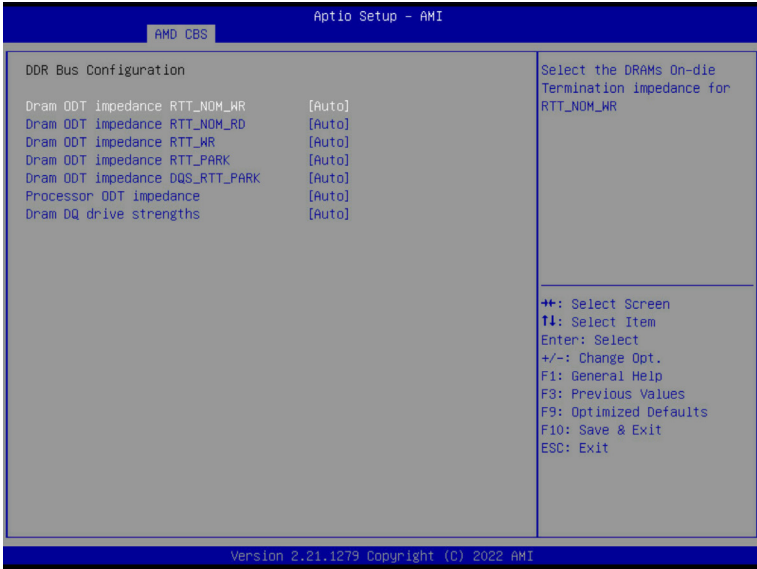 Aptio Setup - AMI
AMD CBS
DDR Bus Configuration
Dram ODT impedance RTT_NOM_WR [Auto]
Dram ODT impedance RTT_NOM_RD [Auto]
Dram ODT impedance RTT_WR [Auto]
Dram ODT impedance RTT_PARK [Auto]
Dram ODT impedance DQS_RTT_PARK [Auto]
Processor ODT impedance [Auto]
Dram DQ drive strengths [Auto]
Select the DRAMs On-die
Termination impedance for
RTT_NOM_WR
→←: Select Screen
↑↓: Select Item
Enter: Select
+/-: Change Opt.
F1: General Help
F3: Previous Values
F9: Optimized Defaults
F10: Save & Exit
ESC: Exit
Version 2.21.1279 Copyright (C) 2022 AMI